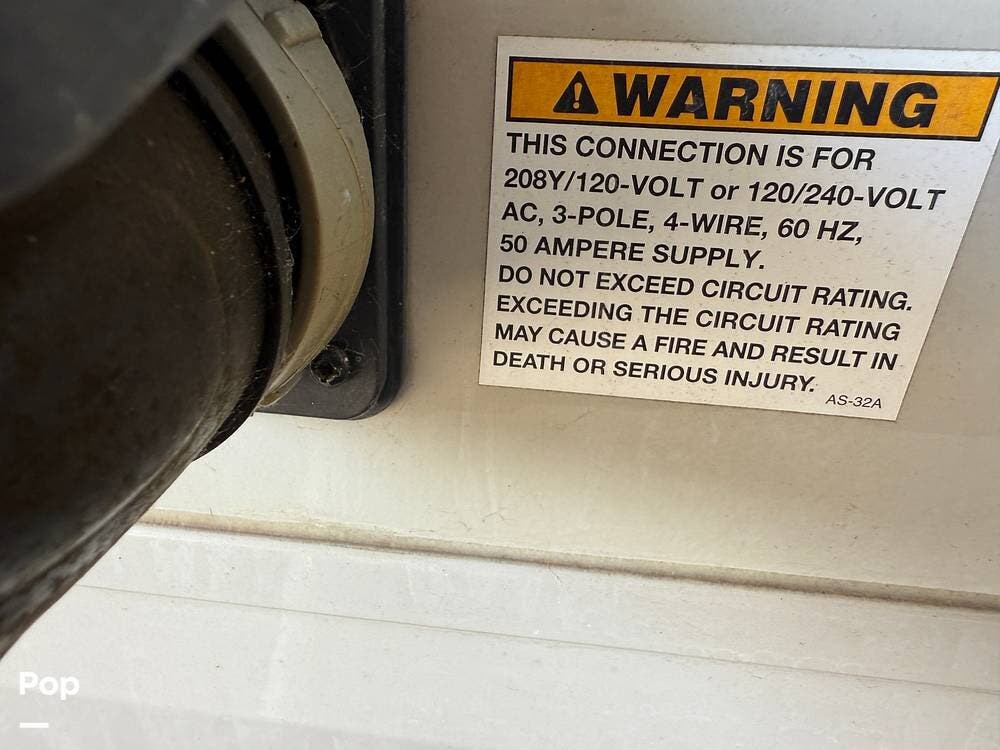 WARNING
THIS CONNECTION IS FOR
208Y/120-VOLT or 120/240-VOLT
AC, 3-POLE, 4-WIRE, 60 HZ,
50 AMPERE SUPPLY.
DO NOT EXCEED CIRCUIT RATING.
EXCEEDING THE CIRCUIT RATING
MAY CAUSE A FIRE AND RESULT IN
DEATH OR SERIOUS INJURY.
AS-32A
Pop